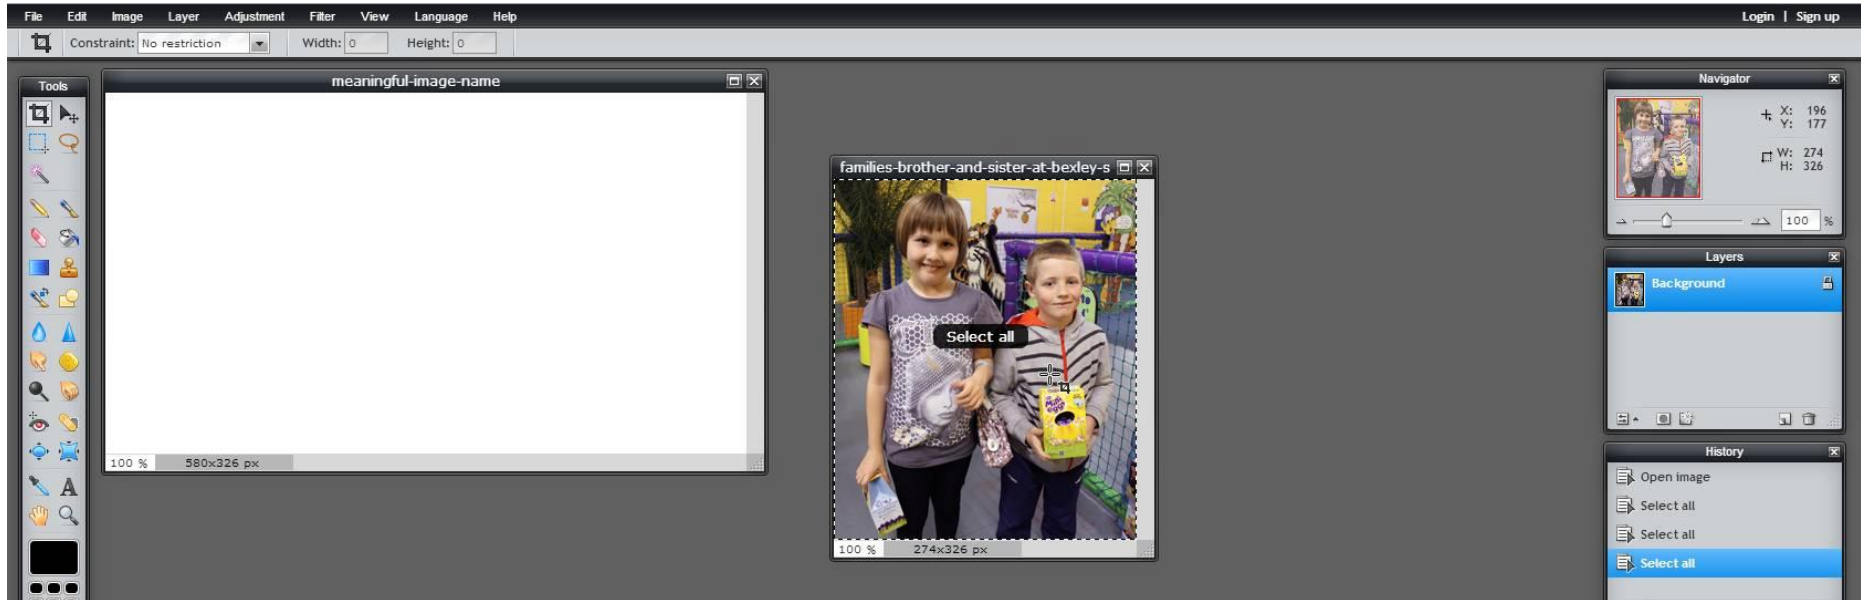 File Edit Image Layer Adjustment Filter View Language Help Login | Sign up
Constraint: No restriction Width: 0 Height: 0
Tools
meaningful-image-name
100 % 580x326 px
families-brother-and-sister-at-bexley-s
Select all
Mini eggs
100 % 274x326 px
Navigator
X: 196
Y: 177
W: 274
H: 326
100 %
Layers
Background
History
Open image
Select all
Select all
Select all